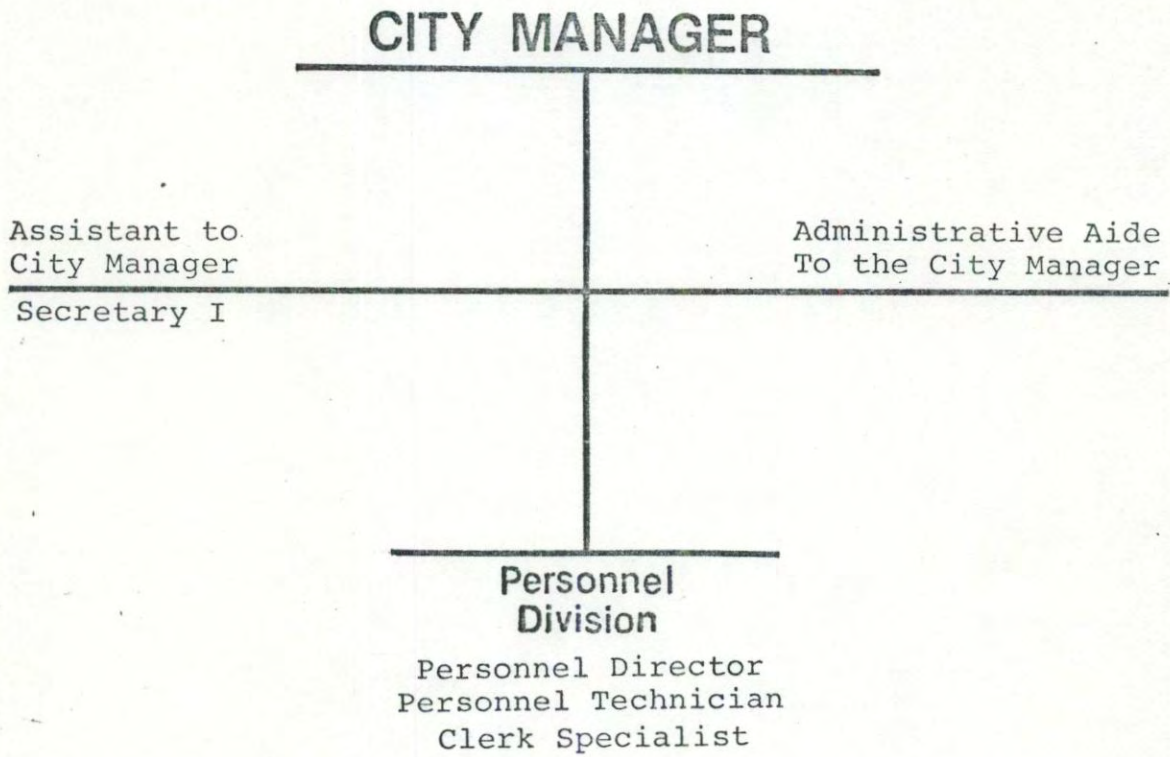 CITY MANAGER
Assistant to
City Manager
Secretary I
Administrative Aide
To the City Manager
Personnel
Division
Personnel Director
Personnel Technician
Clerk Specialist